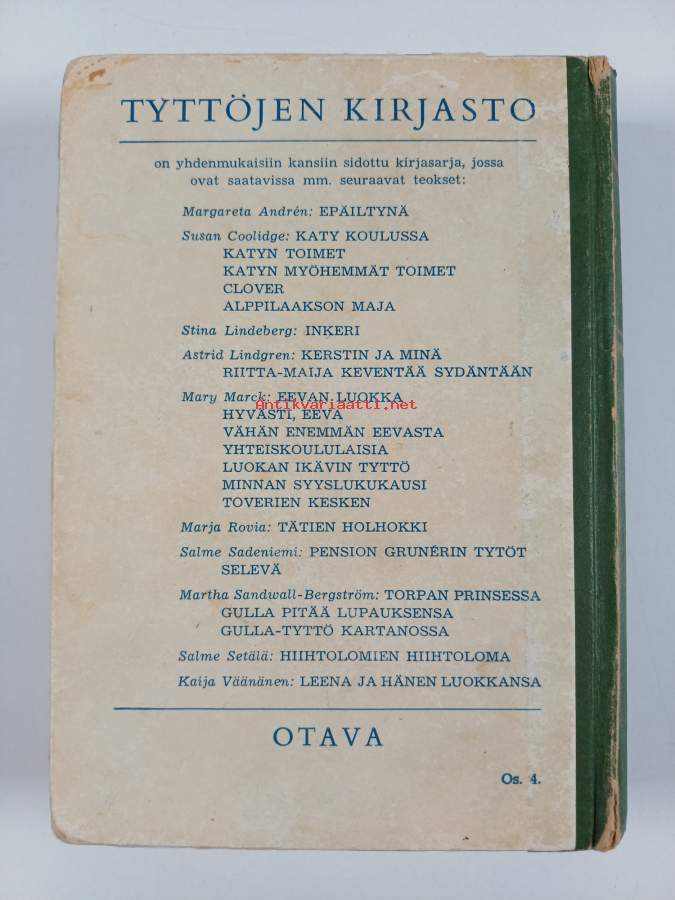 TYTTÖJEN KIRJASTO
on yhdenmukaisiin kansiin sidottu kirjasarja, jossa
ovat saatavissa mm. seuraavat teokset:
Margareta Andrén: EPÄILTYNÄ
Susan Coolidge: KATY KOULUSSA
KATYN TOIMET
KATYN MYÖHEMMÄT TOIMET
CLOVER
ALPPILAAKSON MAJA
Stina Lindeberg: INKERI
Astrid Lindgren: KERSTIN JA MINÄ
RIITTA-MAIJA KEVENTÄÄ SYDÄNTÄÄN
Mary Marck: EEVAN LUOKKA
Antikvariaatti.net
HYVÄSTI, EEVA
VÄHÄN ENEMMÄN EEVASTA
YHTEISKOULULAISIA
LUOKAN IKÄVIN TYTTÖ
MINNAN SYYSLUKUKAUSI
TOVERIEN KESKEN
Marja Rovia: TÄTIEN HOLHOKKI
Salme Sadeniemi: PENSION GRUNÉRIN TYTÖT
SELEVÄ
Martha Sandwall-Bergström: TORPAN PRINSESSA
GULLA PITÄÄ LUPAUKSENSA
GULLA-TYTTÖ KARTANOSSA
Salme Setälä: HIIHTOLOMIEN HIIHTOLOMA
Kaija Väänänen: LEENA JA HÄNEN LUOKKANSA
OTAVA
Os. 4.